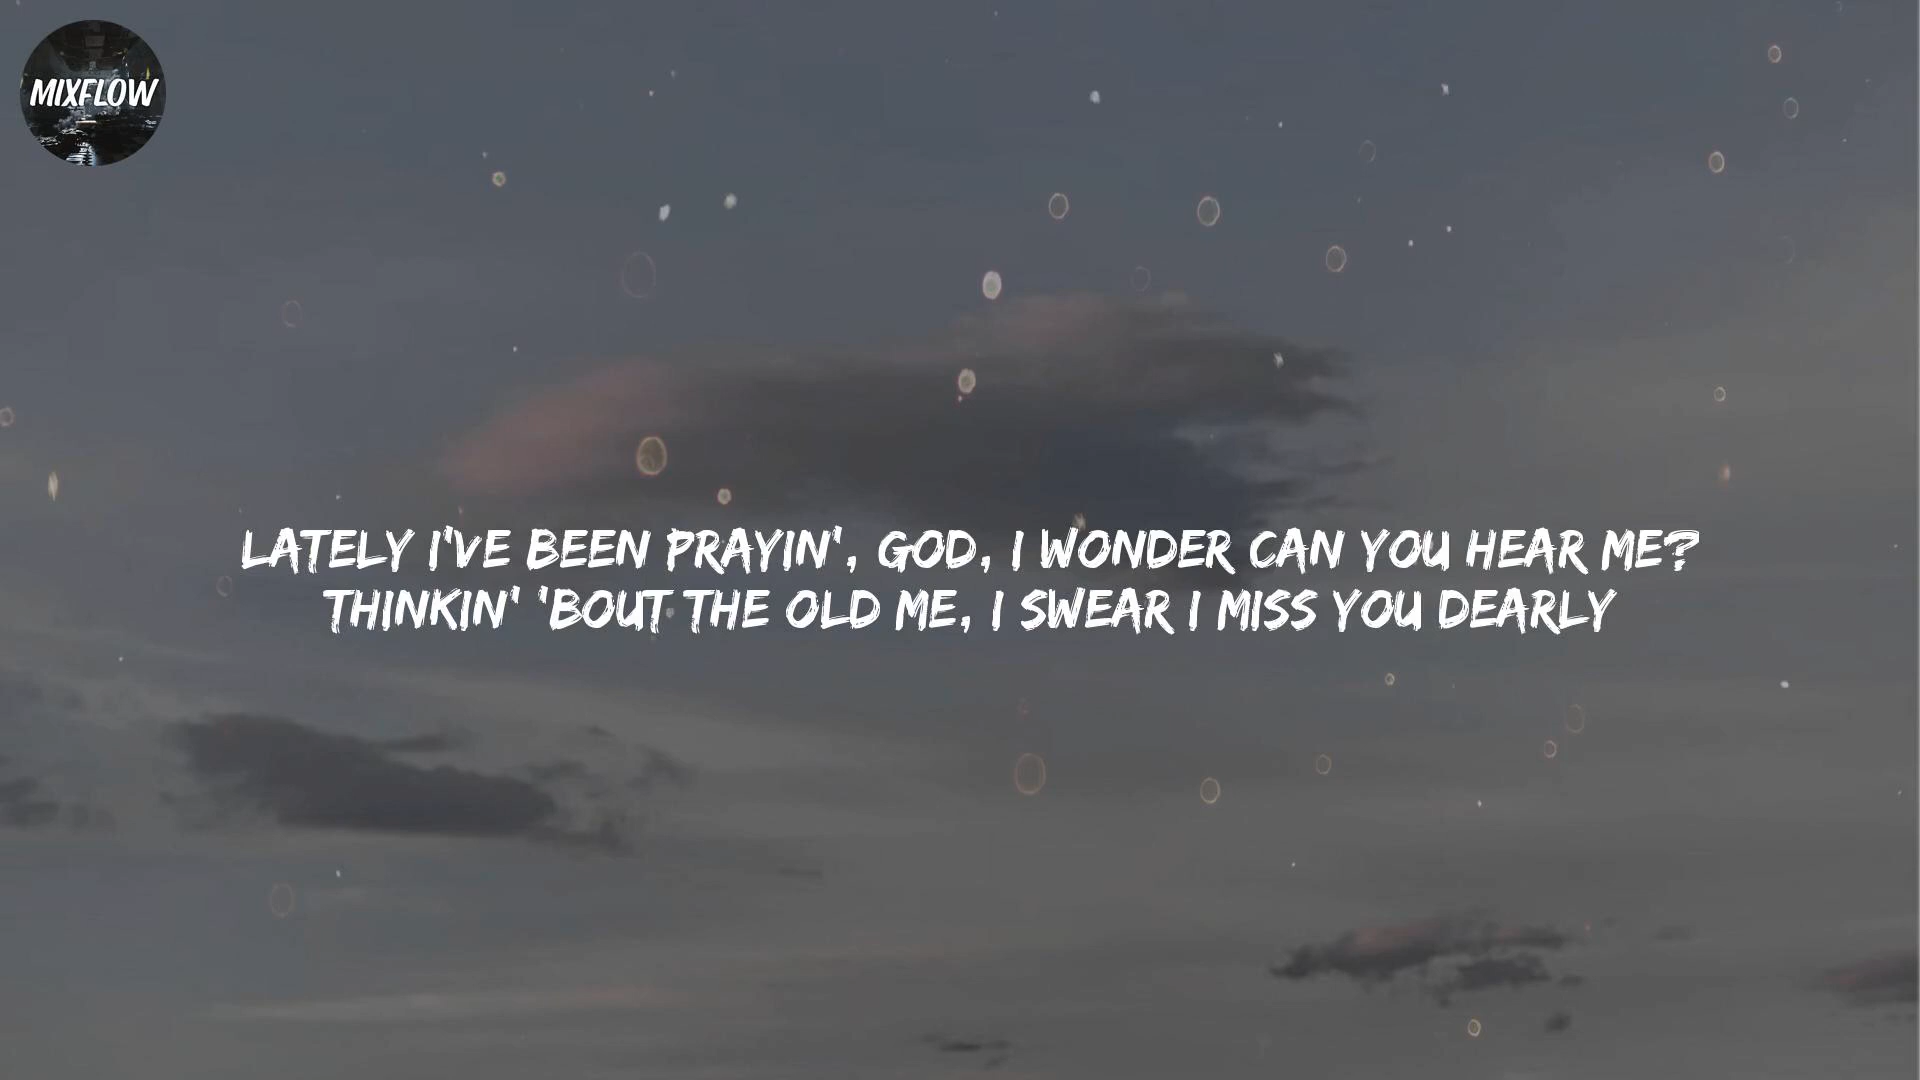 MIXFLOW
LATELY I'VE BEEN PRAYIN', GOD, I WONDER CAN YOU HEAR ME?
THINKIN' 'BOUT THE OLD ME, I SWEAR I MISS YOU DEARLY